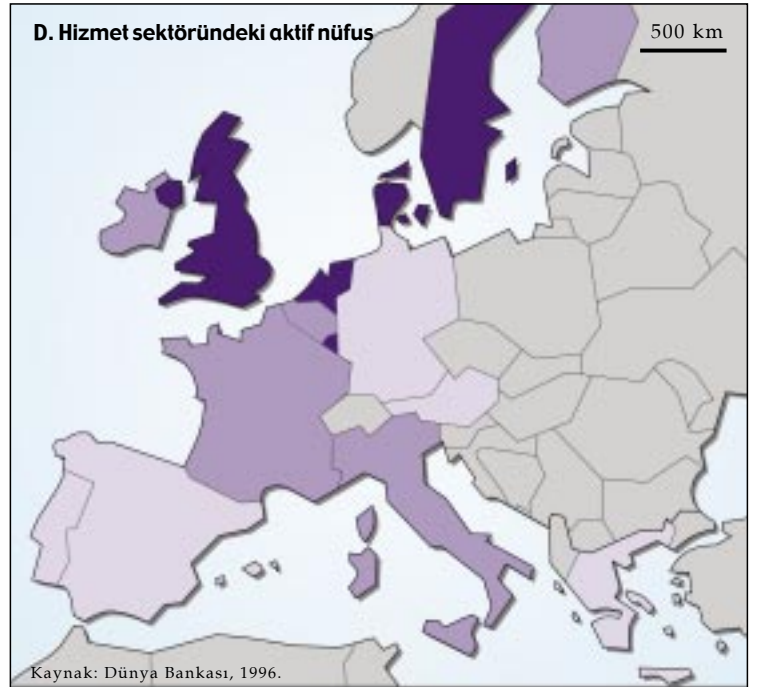 D. Hizmet sektöründeki aktif nüfus
500 km
Kaynak: Dünya Bankası, 1996.